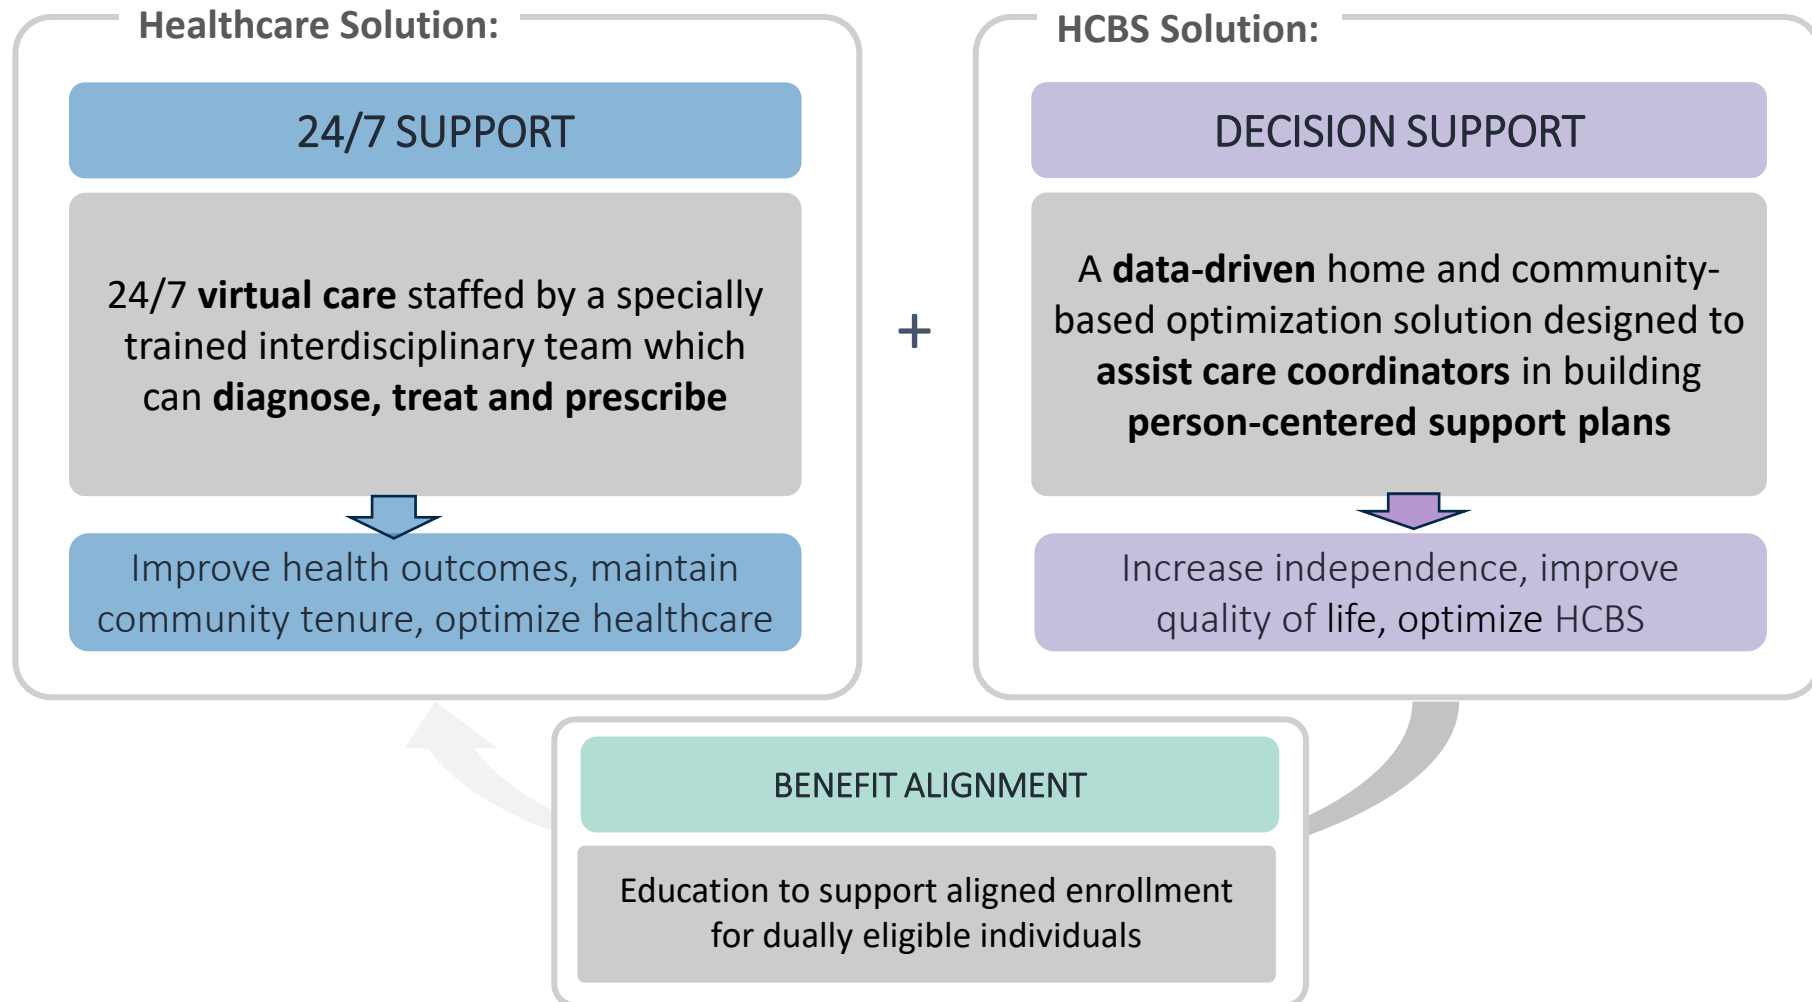 Healthcare Solution:
24/7 SUPPORT
24/7 virtual care staffed by a specially
trained interdisciplinary team which
can diagnose, treat and prescribe
Improve health outcomes, maintain
community tenure, optimize healthcare
+
HCBS Solution:
DECISION SUPPORT
A data-driven home and community-
based optimization solution designed to
assist care coordinators in building
person-centered support plans
Increase independence, improve
quality of life, optimize HCBS
BENEFIT ALIGNMENT
Education to support aligned enrollment
for dually eligible individuals